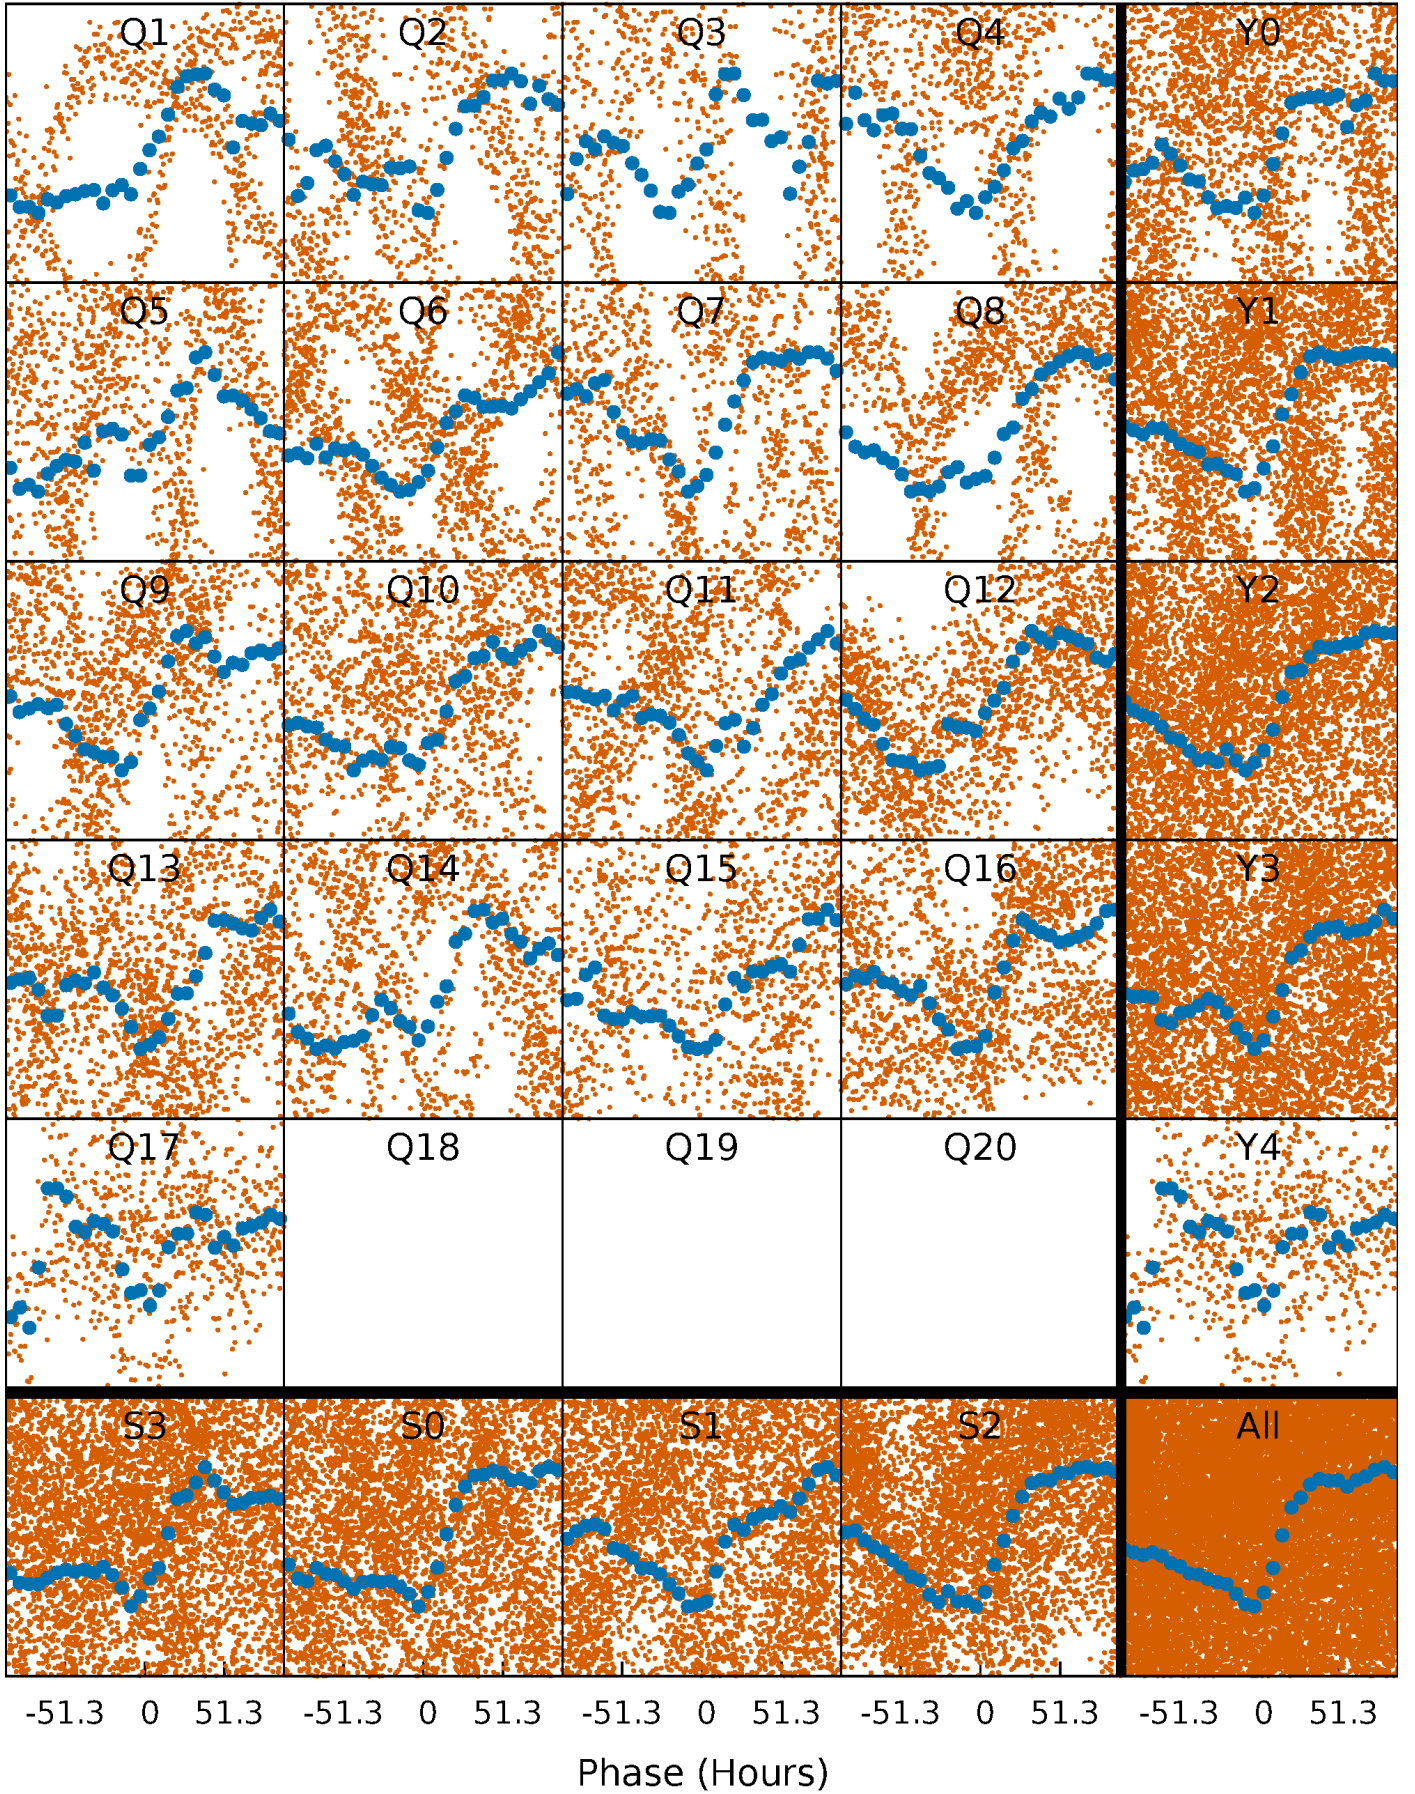 Q1 Q2 Q3 Q4 Y0
Q5 Q6 Q7 Q8 Y1
Q9 Q10 Q11 Q12 Y2
Q13 Q14 Q15 Q16 Y3
Q17 Q18 Q19 Q20 Y4
S3 S0 S1 S2 All
-51.3 0 51.3 -51.3 0 51.3 -51.3 0 51.3 -51.3 0 51.3 -51.3 0 51.3
Phase (Hours)